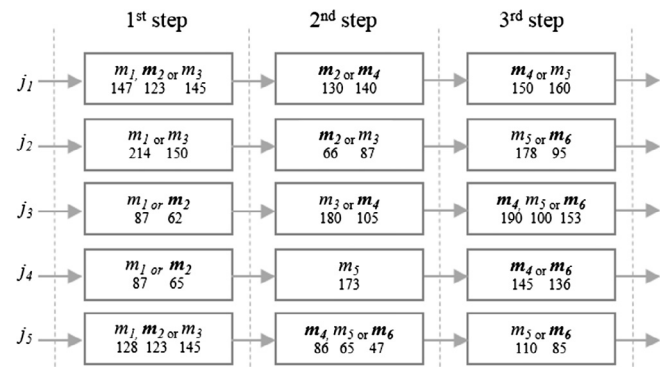 1st step 2nd step 3rd step
j1 m1, m2 or m3 m2 or m4 m4 or m5
147 123 145 130 140 150 160
j2 m1 or m3 m2 or m3 m5 or m6
214 150 66 87 178 95
j3 m1 or m2 m3 or m4 m4, m5 or m6
87 62 180 105 190 100 153
j4 m1 or m2 m5 m4 or m6
87 65 173 145 136
j5 m1, m2 or m3 m4, m5 or m6 m5 or m6
128 123 145 86 65 47 110 85